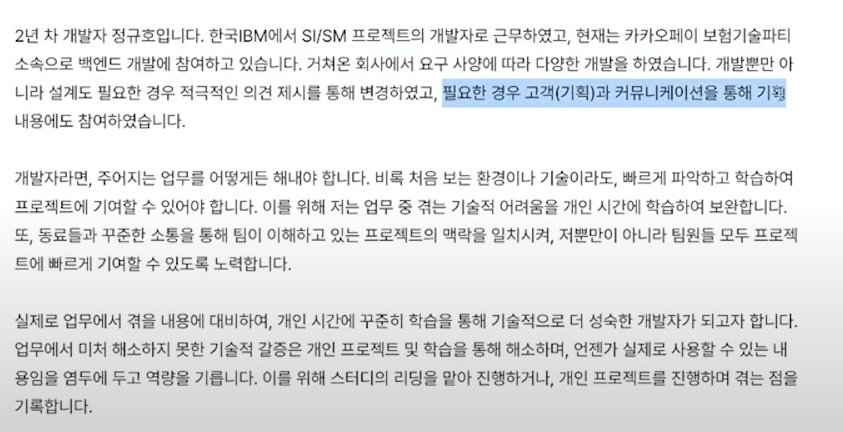 2년 차 개발자 정규호입니다. 한국IBM에서 SI/SM 프로젝트의 개발자로 근무하였고, 현재는 카카오페이 보험기술파티
소속으로 백엔드 개발에 참여하고 있습니다. 거쳐온 회사에서 요구 사양에 따라 다양한 개발을 하였습니다. 개발뿐만 아
니라 설계도 필요한 경우 적극적인 의견 제시를 통해 변경하였고, 필요한 경우 고객(기획)과 커뮤니케이션을 통해 기획
내용에도 참여하였습니다.
개발자라면, 주어지는 업무를 어떻게든 해내야 합니다. 비록 처음 보는 환경이나 기술이라도, 빠르게 파악하고 학습하여
프로젝트에 기여할 수 있어야 합니다. 이를 위해 저는 업무 중 겪는 기술적 어려움을 개인 시간에 학습하여 보완합니다.
또, 동료들과 꾸준한 소통을 통해 팀이 이해하고 있는 프로젝트의 맥락을 일치시켜, 저뿐만이 아니라 팀원들 모두 프로젝
트에 빠르게 기여할 수 있도록 노력합니다.
실제로 업무에서 겪을 내용에 대비하여, 개인 시간에 꾸준히 학습을 통해 기술적으로 더 성숙한 개발자가 되고자 합니다.
업무에서 미처 해소하지 못한 기술적 갈증은 개인 프로젝트 및 학습을 통해 해소하며, 언젠가 실제로 사용할 수 있는 내
용임을 염두에 두고 역량을 기릅니다. 이를 위해 스터디의 리딩을 맡아 진행하거나, 개인 프로젝트를 진행하며 겪는 점을
기록합니다.